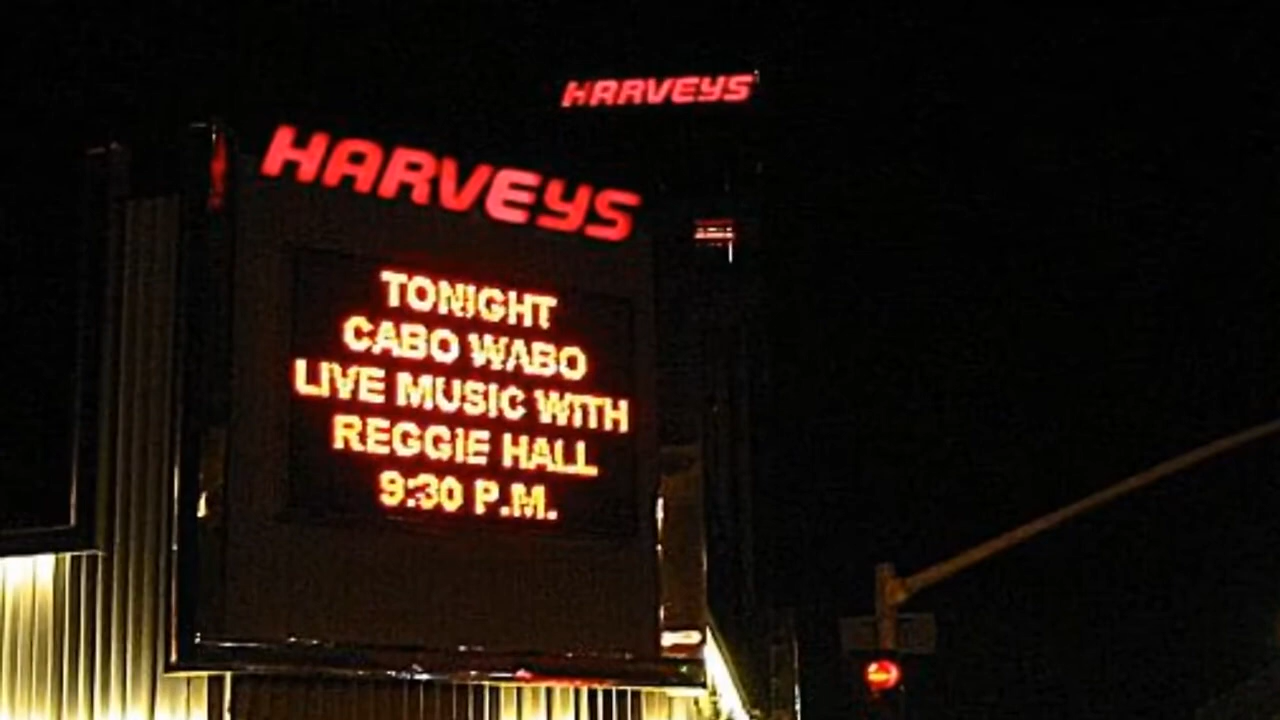 HARVEYS
HARVEYS
TONIGHT
CABO WABO
LIVE MUSIC WITH
REGGIE HALL
9:30 P.M.